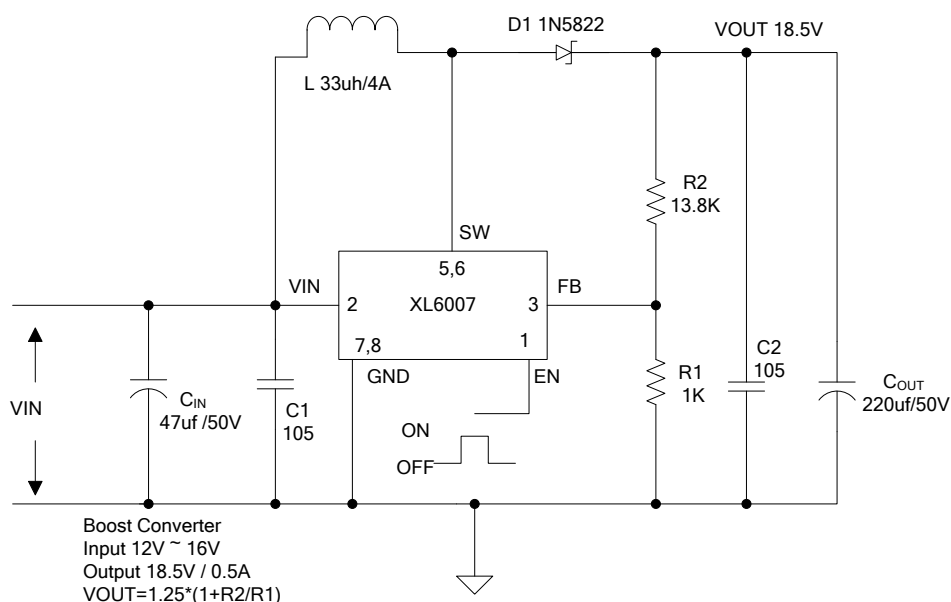 D1 1N5822
VOUT 18.5V
L 33uh/4A
R2
13.8K
SW
5,6
VIN
FB
2
XL6007
3
7,8
1
GND
EN
R1
1K
C2
105
COUT
220uf/50V
VIN
CIN
47uf /50V
C1
105
ON
OFF
Boost Converter
Input 12V ~ 16V
Output 18.5V / 0.5A
VOUT=1.25*(1+R2/R1)